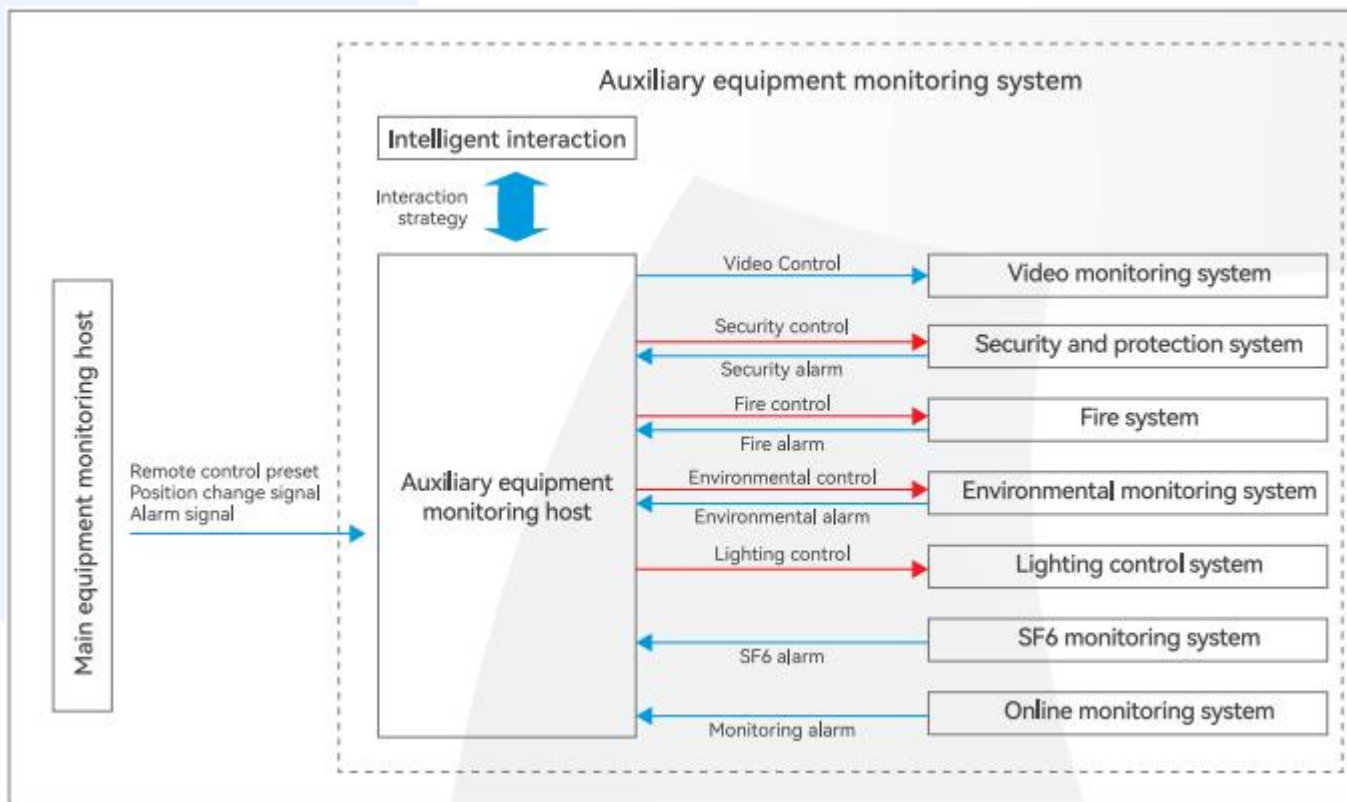 Auxiliary equipment monitoring system
Intelligent interaction
Interaction
strategy
Main equipment monitoring host
Remote control preset
Position change signal
Alarm signal
Auxiliary equipment
monitoring host
Video Control
Video monitoring system
Security control
Security and protection system
Security alarm
Fire control
Fire system
Fire alarm
Environmental control
Environmental monitoring system
Environmental alarm
Lighting control
Lighting control system
SF6 monitoring system
SF6 alarm
Online monitoring system
Monitoring alarm